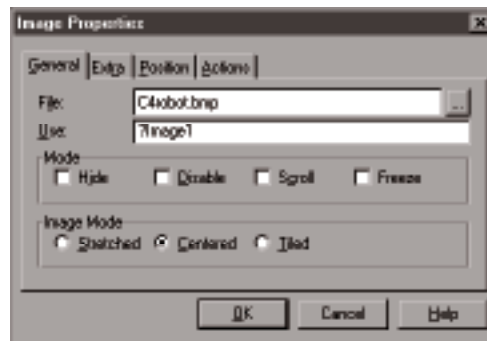 Image Properties
General Extra Position Actions
File: C4robot.bmp ...
Use: ?Image1
Mode
Hide Disable Scroll Freeze
Image Mode
Stretched Centered Tiled
OK Cancel Help